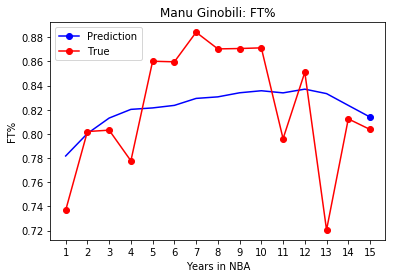 Manu Ginobili: FT%
Prediction
True
FT%
0.88
0.86
0.84
0.82
0.80
0.78
0.76
0.74
0.72
1 2 3 4 5 6 7 8 9 10 11 12 13 14 15
Years in NBA